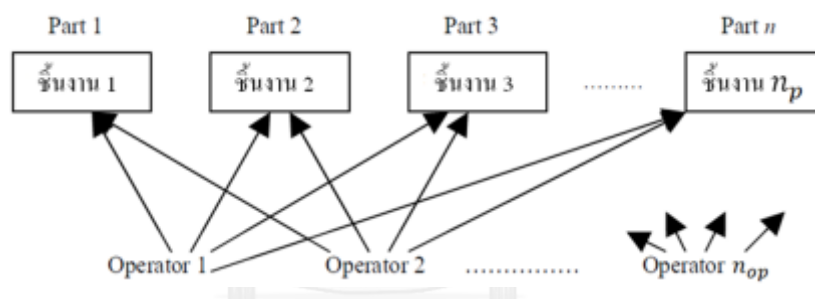 Part 1 Part 2 Part 3 Part n
ชิ้นงาน 1 ชิ้นงาน 2 ชิ้นงาน 3 ......... ชิ้นงาน n_p
Operator 1 Operator 2 ................ Operator n_op